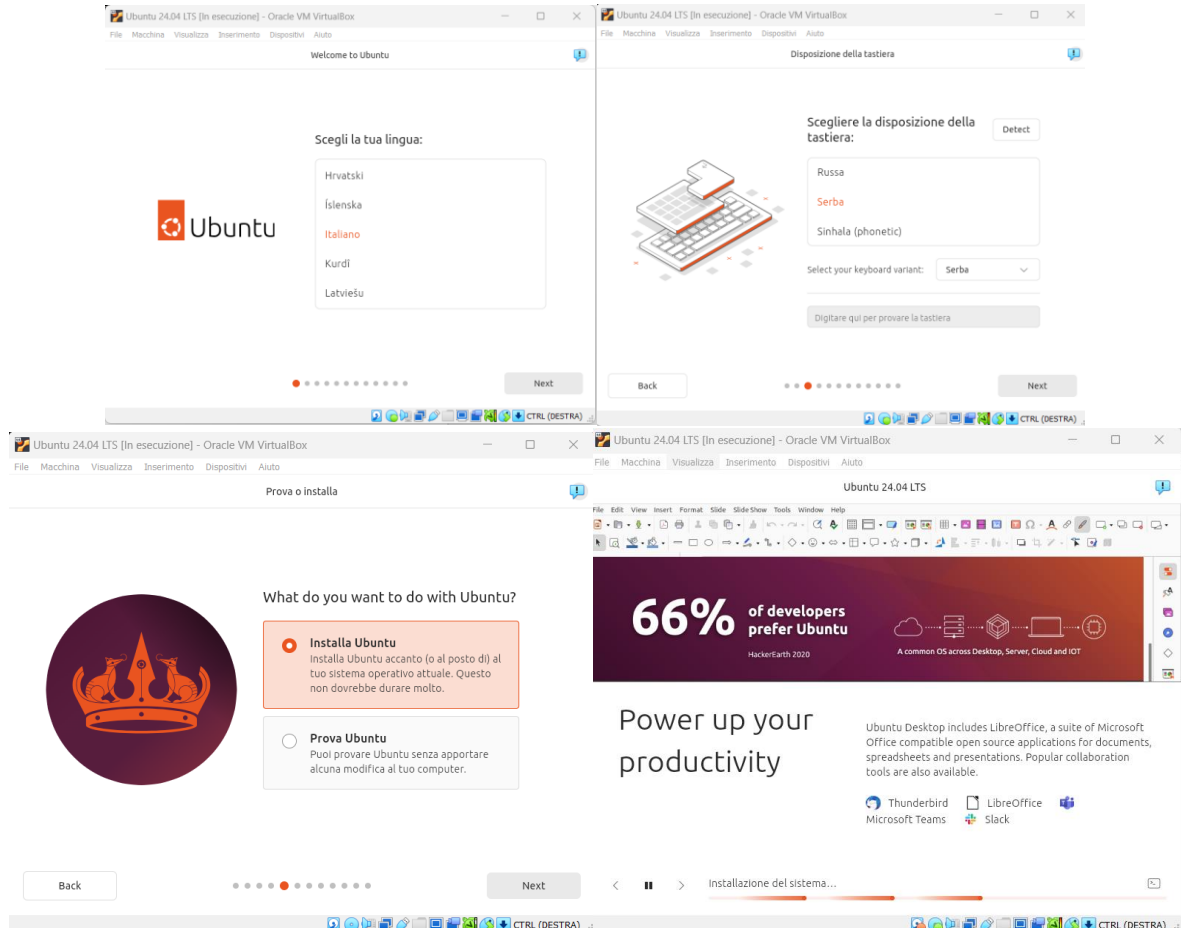 Ubuntu 24.04 LTS [In esecuzione] - Oracle VM VirtualBox
File Macchina Visualizza Inserimento Dispositivi Aiuto
Welcome to Ubuntu
Scegli la tua lingua:
Hrvatski
Íslenska
Italiano
Kurdî
Latviešu
Ubuntu
Next
CTRL (DESTRA)
Ubuntu 24.04 LTS [In esecuzione] - Oracle VM VirtualBox
File Macchina Visualizza Inserimento Dispositivi Aiuto
Disposizione della tastiera
Scegliere la disposizione della
tastiera:
Detect
Russa
Serba
Sinhala (phonetic)
Select your keyboard variant: Serba
Digitare qui per provare la tastiera
Back
Next
CTRL (DESTRA)
Ubuntu 24.04 LTS [In esecuzione] - Oracle VM VirtualBox
File Macchina Visualizza Inserimento Dispositivi Aiuto
Prova o installa
What do you want to do with Ubuntu?
Installa Ubuntu
Installa Ubuntu accanto (o al posto di) al
tuo sistema operativo attuale. Questo
non dovrebbe durare molto.
Prova Ubuntu
Puoi provare Ubuntu senza apportare
alcuna modifica al tuo computer.
Back
Next
CTRL (DESTRA)
Ubuntu 24.04 LTS [In esecuzione] - Oracle VM VirtualBox
File Macchina Visualizza Inserimento Dispositivi Aiuto
Ubuntu 24.04 LTS
File Edit View Insert Format Slide Slide Show Tools Window Help
66% of developers
prefer Ubuntu
HackerEarth 2020
A common OS across Desktop, Server, Cloud and IOT
Power up your
productivity
Ubuntu Desktop includes LibreOffice, a suite of Microsoft
Office compatible open source applications for documents,
spreadsheets and presentations. Popular collaboration
tools are also available.
Thunderbird LibreOffice
Microsoft Teams Slack
Installazione del sistema...
CTRL (DESTRA)